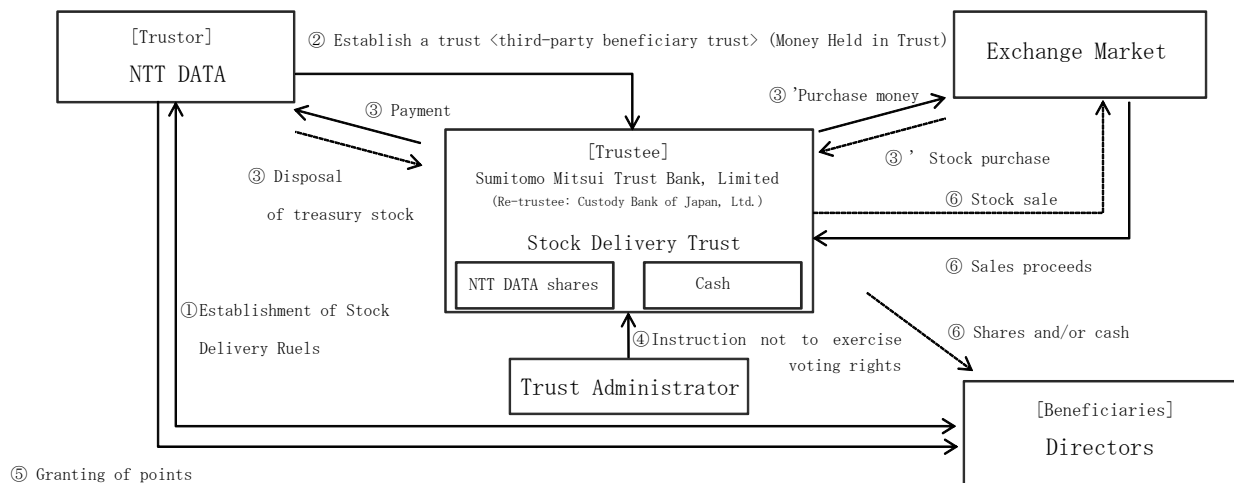 [Trustor]
NTT DATA
② Establish a trust <third-party beneficiary trust> (Money Held in Trust)
Exchange Market
③ Payment
③ 'Purchase money
[Trustee]
Sumitomo Mitsui Trust Bank, Limited
(Re-trustee: Custody Bank of Japan, Ltd.)
③ ' Stock purchase
③ Disposal
of treasury stock
⑥ Stock sale
Stock Delivery Trust
NTT DATA shares
Cash
⑥ Sales proceeds
①Establishment of Stock
Delivery Ruels
④Instruction not to exercise
voting rights
⑥ Shares and/or cash
Trust Administrator
[Beneficiaries]
Directors
⑤ Granting of points